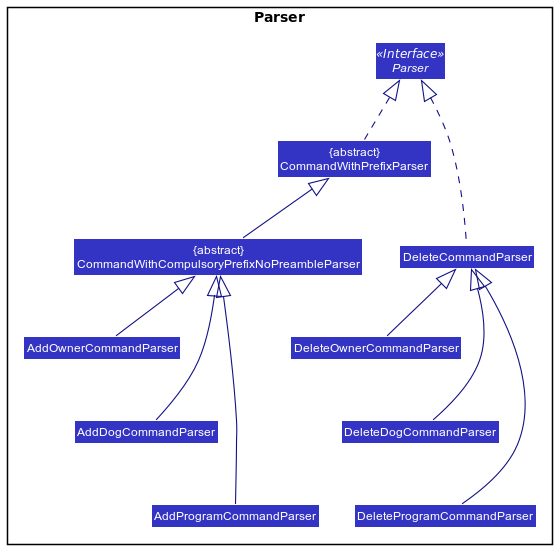 Parser
«Interface»
Parser
{abstract}
CommandWithPrefixParser
{abstract}
CommandWithCompulsoryPrefixNoPreambleParser
DeleteCommandParser
AddOwnerCommandParser
DeleteOwnerCommandParser
AddDogCommandParser
DeleteDogCommandParser
AddProgramCommandParser
DeleteProgramCommandParser